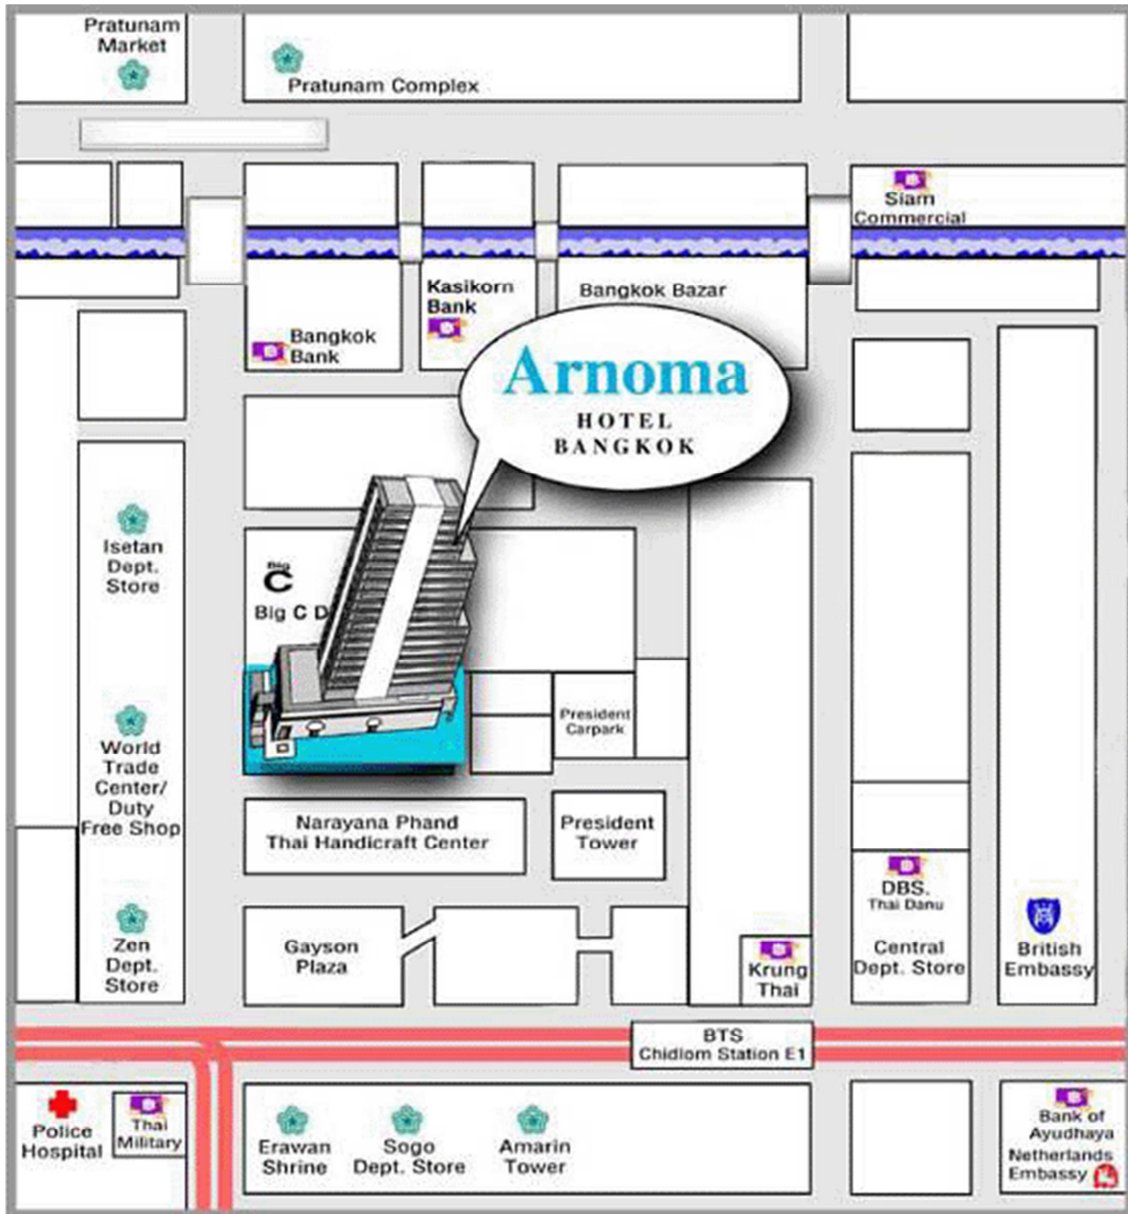 Pratunam
Market
Pratunam Complex
Siam
Commercial
Kasikorn
Bank
Bangkok Bazar
Bangkok
Bank
Arnoma
HOTEL
BANGKOK
Isetan
Dept.
Store
Big
C
Big C D
World
Trade
Center/
Duty
Free Shop
President
Carpark
Narayana Phand
Thai Handicraft Center
President
Tower
DBS.
Thai Danu
Zen
Dept.
Store
Gayson
Plaza
Krung
Thai
Central
Dept. Store
British
Embassy
BTS
Chidlom Station E1
Police
Hospital
Thai
Military
Erawan
Shrine
Sogo
Dept. Store
Amarin
Tower
Bank of
Ayudhaya
Netherlands
Embassy